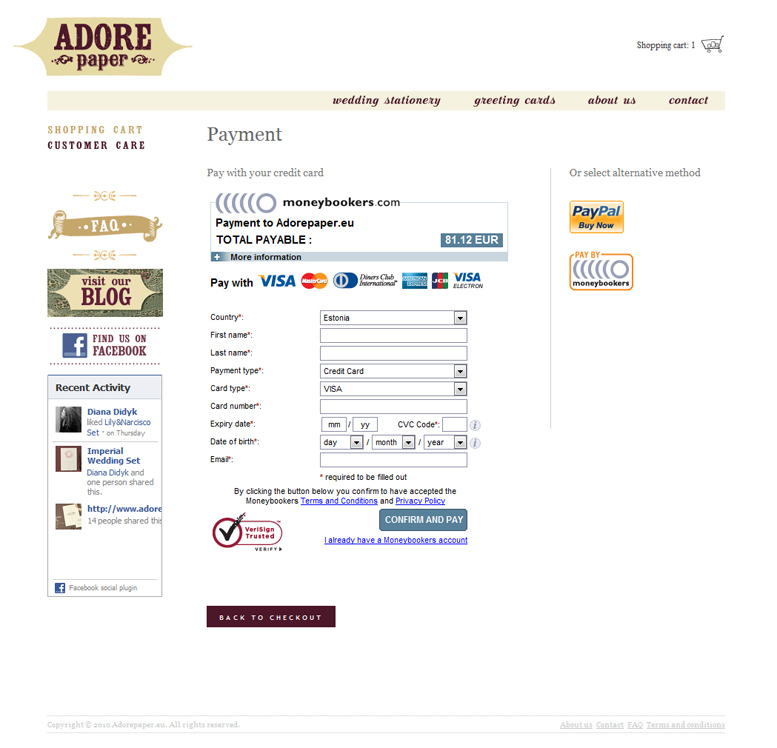 ADORE
paper
Shopping cart: 1
wedding stationery greeting cards about us contact
SHOPPING CART
CUSTOMER CARE
FAQ
visit our
BLOG
FIND US ON
FACEBOOK
Recent Activity
Diana Didyk
liked Lily&Narcisco
Set · on Thursday
Imperial
Wedding Set
Diana Didyk and
one person shared
this.
http://www.adore
14 people shared this
Facebook social plugin
Payment
Pay with your credit card
moneybookers.com
Payment to Adorepaper.eu
TOTAL PAYABLE : 81.12 EUR
More information
Pay with VISA MasterCard Diners Club International® AMERICAN EXPRESS JCB VISA ELECTRON
Country*: Estonia
First name*:
Last name*:
Payment type*: Credit Card
Card type*: VISA
Card number*:
Expiry date*: mm / yy CVC Code*:
Date of birth*: day / month / year
Email*:
* required to be filled out
By clicking the button below you confirm to have accepted the
Moneybookers Terms and Conditions and Privacy Policy
VeriSign
Trusted
VERIFY
CONFIRM AND PAY
I already have a Moneybookers account
BACK TO CHECKOUT
Or select alternative method
PayPal
Buy Now
PAY BY
moneybookers
Copyright © 2010 Adorepaper.eu. All rights reserved.
About us Contact FAQ Terms and conditions